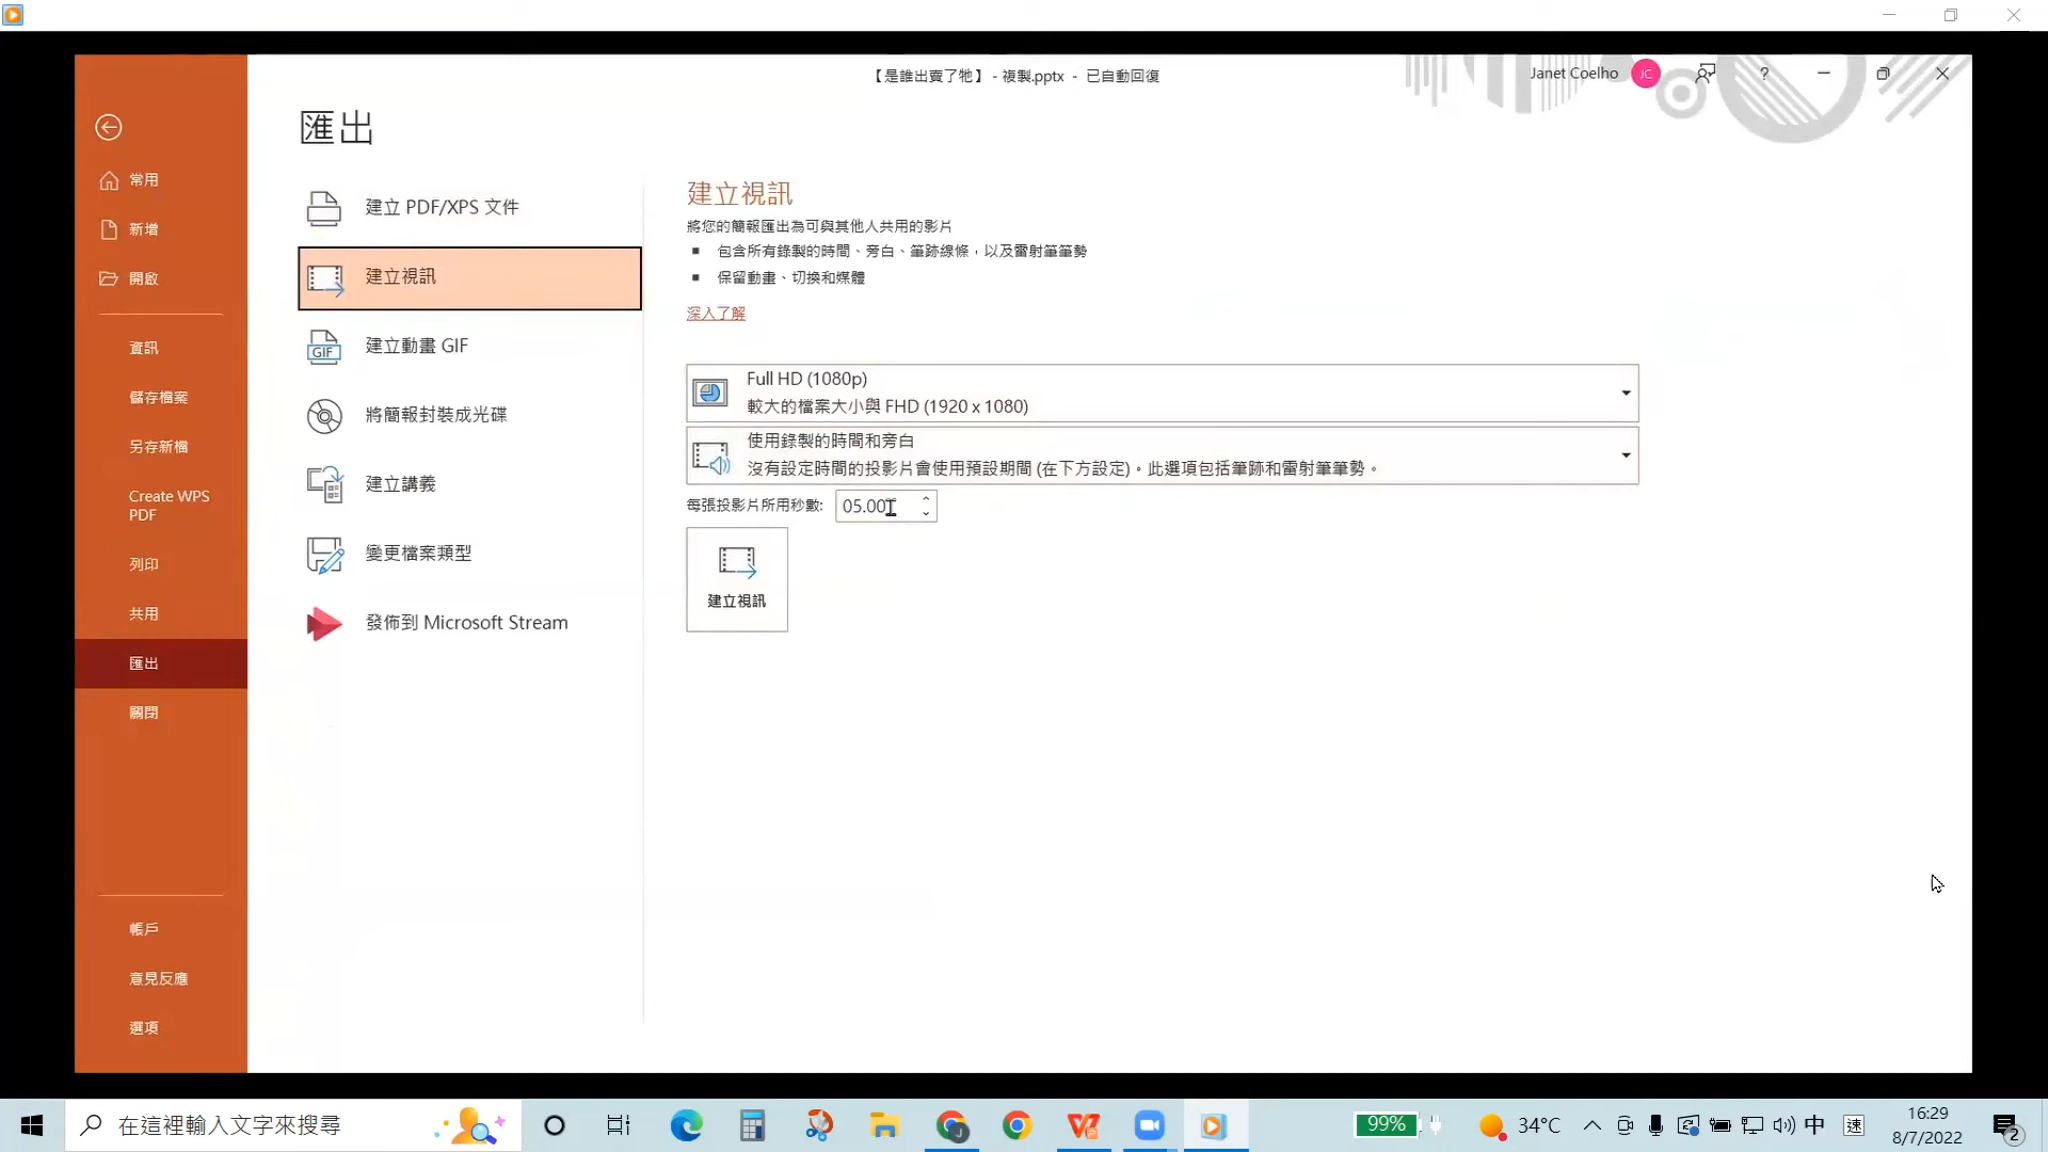 【是誰出賣了牠】 - 複製.pptx - 已自動回復
Janet Coelho
JC
?
匯出
常用
新增
開啟
資訊
儲存檔案
另存新檔
Create WPS
PDF
列印
共用
匯出
關閉
帳戶
意見反應
選項
建立 PDF/XPS 文件
建立視訊
GIF
建立動畫 GIF
將簡報封裝成光碟
建立講義
變更檔案類型
發佈到 Microsoft Stream
建立視訊
將您的簡報匯出為可與其他人共用的影片
■ 包含所有錄製的時間、旁白、筆跡線條，以及雷射筆筆勢
■ 保留動畫、切換和媒體
深入了解
Full HD (1080p)
較大的檔案大小與 FHD (1920 x 1080)
使用錄製的時間和旁白
沒有設定時間的投影片會使用預設期間 (在下方設定)。此選項包括筆跡和雷射筆筆勢。
每張投影片所用秒數: 05.00
建立視訊
在這裡輸入文字來搜尋
99%
34°C
中
速
16:29
8/7/2022
2